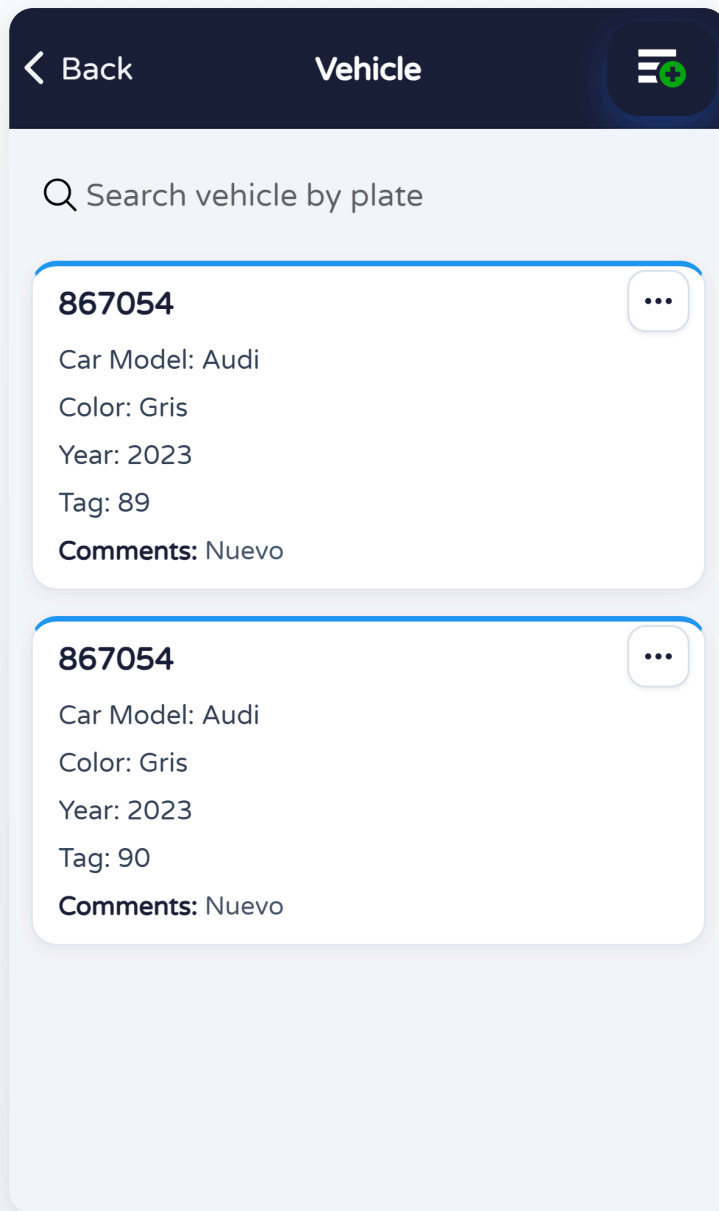 Back
Vehicle
Search vehicle by plate
867054
Car Model: Audi
Color: Gris
Year: 2023
Tag: 89
Comments: Nuevo
867054
Car Model: Audi
Color: Gris
Year: 2023
Tag: 90
Comments: Nuevo